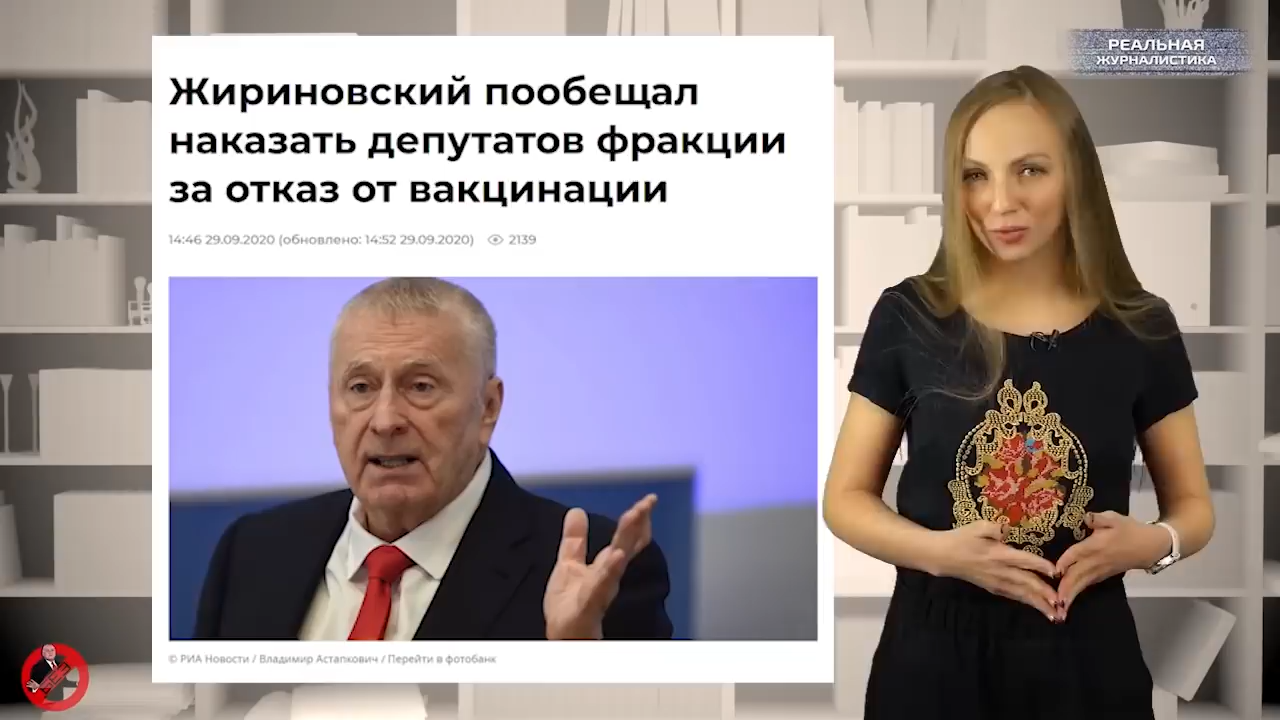 РЕАЛЬНАЯ
ЖУРНАЛИСТИКА
Жириновский пообещал
наказать депутатов фракции
за отказ от вакцинации
14:46 29.09.2020 (обновлено: 14:52 29.09.2020) 2139
© РИА Новости / Владимир Астапкович / Перейти в фотобанк